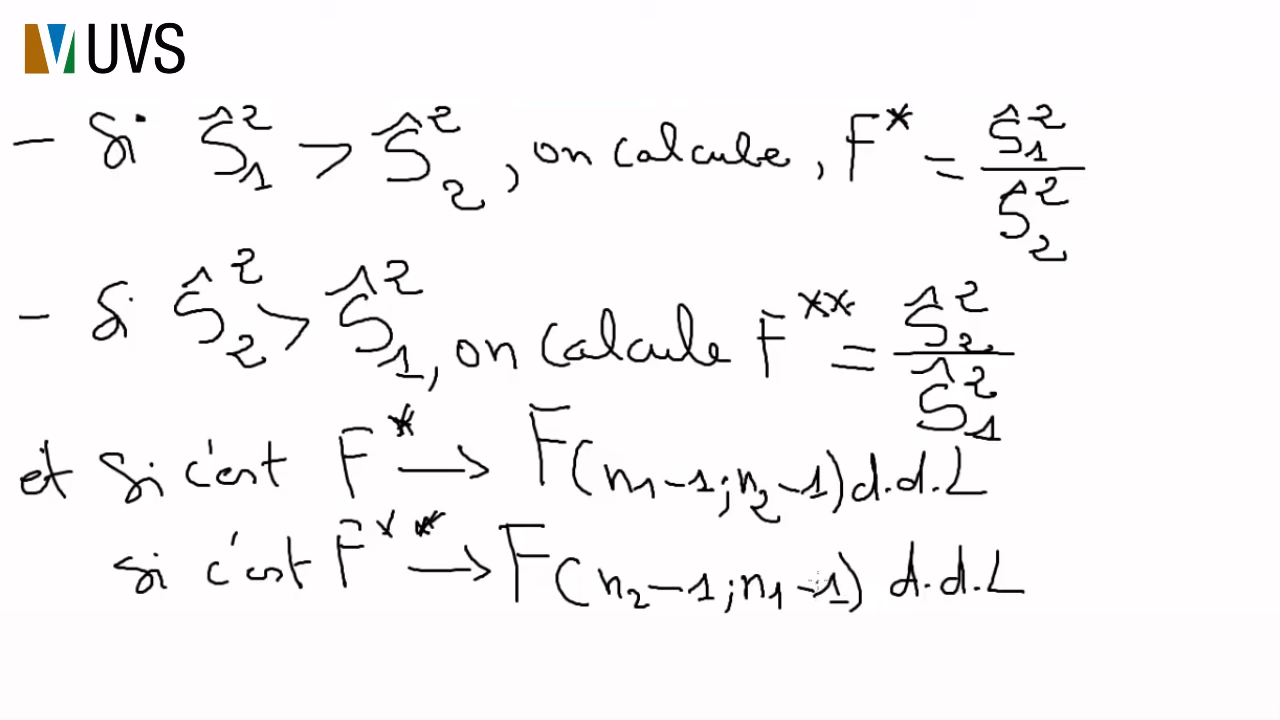 UVS
- Si Ŝ₁² > Ŝ₂², on calcule, F* = Ŝ₁² / Ŝ₂²
- Si Ŝ₂² > Ŝ₁², on calcule F** = Ŝ₂² / Ŝ₁²
et si c'est F* → F(n₁-1;n₂-1) d.d.L
si c'est F** → F(n₂-1;n₁-1) d.d.L